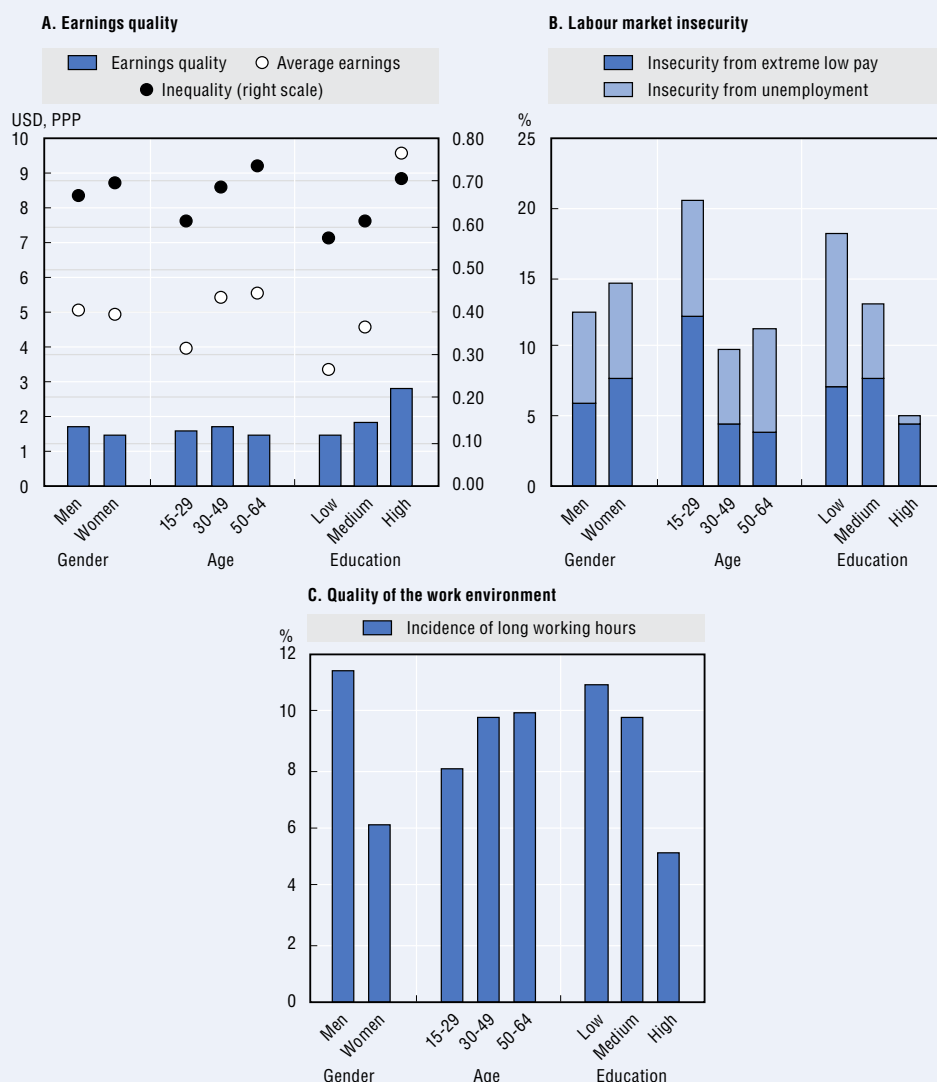 A. Earnings quality
Earnings quality
Average earnings
Inequality (right scale)
USD, PPP
10
9
8
7
6
5
4
3
2
1
0
0.80
0.70
0.60
0.50
0.40
0.30
0.20
0.10
0.00
Men
Women
15-29
30-49
50-64
Low
Medium
High
Gender
Age
Education
B. Labour market insecurity
Insecurity from extreme low pay
Insecurity from unemployment
%
25
20
15
10
5
0
Men
Women
15-29
30-49
50-64
Low
Medium
High
Gender
Age
Education
C. Quality of the work environment
Incidence of long working hours
%
12
10
8
6
4
2
0
Men
Women
15-29
30-49
50-64
Low
Medium
High
Gender
Age
Education